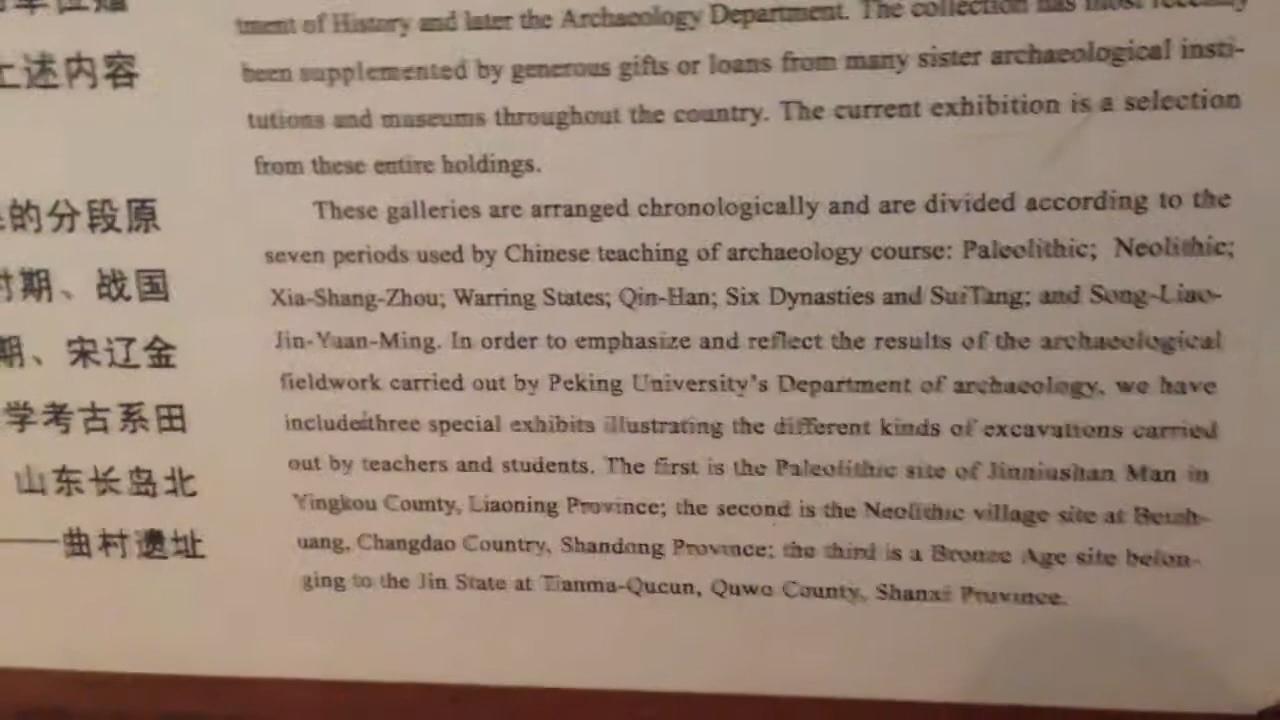 上述内容
的分段原
时期、战国
期、宋辽金
学考古系田
山东长岛北
——曲村遗址
tment of History and later the Archaeology Department. The collection has most recently
been supplemented by generous gifts or loans from many sister archaeological insti-
tutions and museums throughout the country. The current exhibition is a selection
from these entire holdings.
These galleries are arranged chronologically and are divided according to the
seven periods used by Chinese teaching of archaeology course: Paleolithic; Neolithic;
Xia-Shang-Zhou; Warring States; Qin-Han; Six Dynasties and SuiTang; and Song-Liao-
Jin-Yuan-Ming. In order to emphasize and reflect the results of the archaeological
fieldwork carried out by Peking University's Department of archaeology, we have
includedthree special exhibits illustrating the different kinds of excavations carried
out by teachers and students. The first is the Paleolithic site of Jinniushan Man in
Yingkou County, Liaoning Province; the second is the Neolithic village site at Beizh-
uang, Changdao Country, Shandong Province; the third is a Bronze Age site belon-
ging to the Jin State at Tianma-Qucun, Quwo County, Shanxi Province.